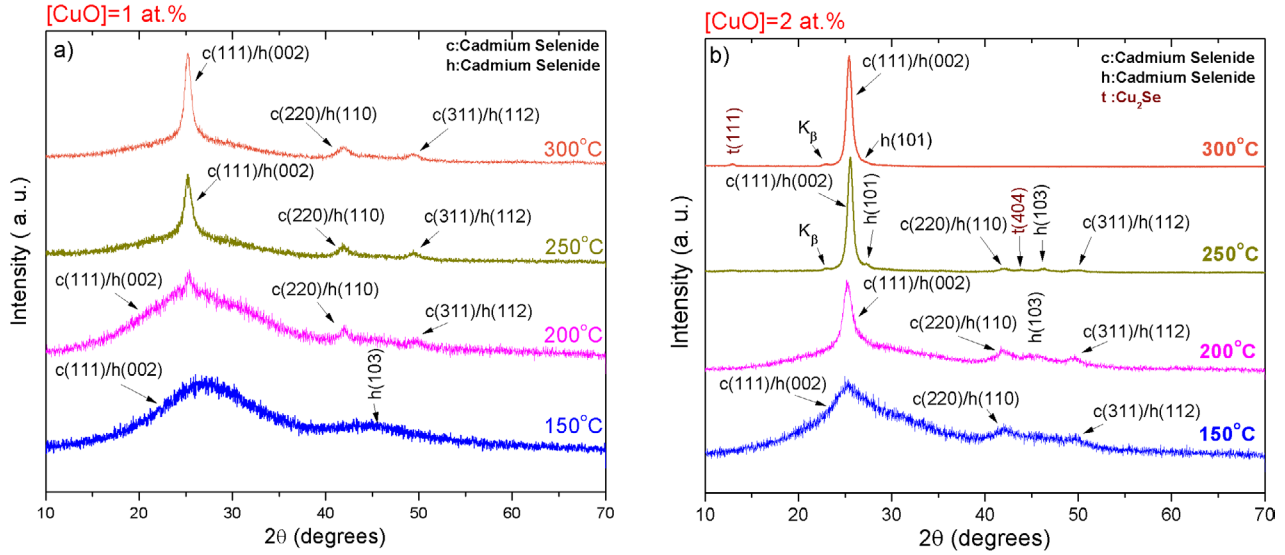 [CuO]=1 at.%
a)
c:Cadmium Selenide
h:Cadmium Selenide
c(111)/h(002)
c(220)/h(110)
c(311)/h(112)
300°C
c(111)/h(002)
c(220)/h(110)
c(311)/h(112)
250°C
c(111)/h(002)
c(220)/h(110)
c(311)/h(112)
200°C
c(111)/h(002)
h(103)
150°C
Intensity ( a. u.)
10 20 30 40 50 60 70
2θ (degrees)
[CuO]=2 at.%
b)
c:Cadmium Selenide
h:Cadmium Selenide
t :Cu₂Se
c(111)/h(002)
t(111)
Kβ
h(101)
300°C
c(111)/h(002)
Kβ
h(101)
c(220)/h(110)
t(404)
h(103)
c(311)/h(112)
250°C
c(111)/h(002)
c(220)/h(110)
h(103)
c(311)/h(112)
200°C
c(111)/h(002)
c(220)/h(110)
c(311)/h(112)
150°C
Intensity (a. u.)
10 20 30 40 50 60 70
2θ (degrees)